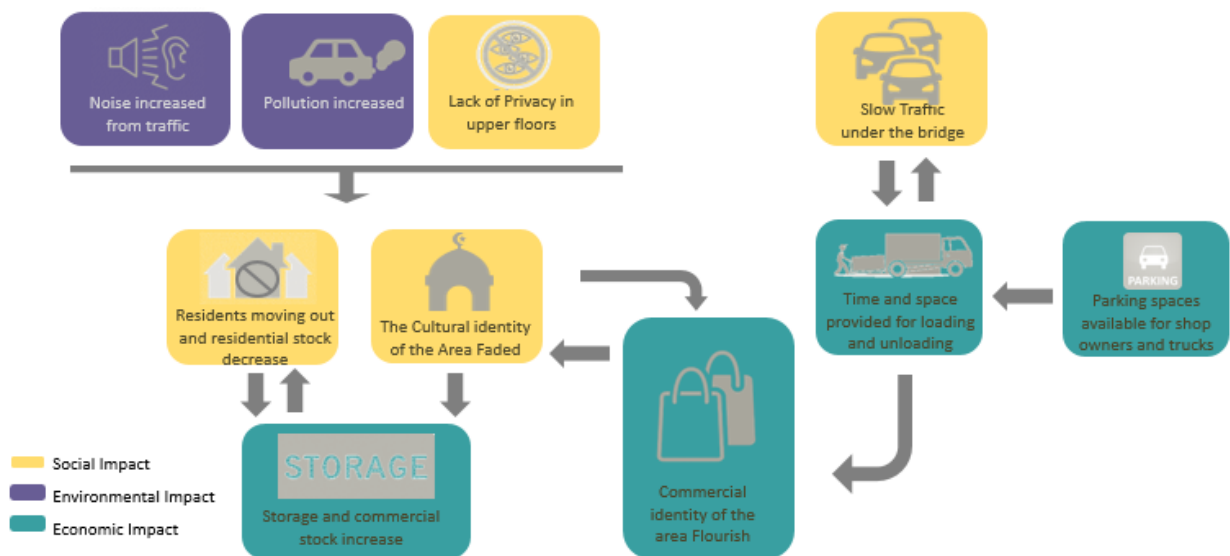 Noise increased
from traffic
Pollution increased
Lack of Privacy in
upper floors
Slow Traffic
under the bridge
Residents moving out
and residential stock
decrease
The Cultural identity
of the Area Faded
Time and space
provided for loading
and unloading
PARKING
Parking spaces
available for shop
owners and trucks
STORAGE
Storage and commercial
stock increase
Commercial
identity of the
area Flourish
Social Impact
Environmental Impact
Economic Impact